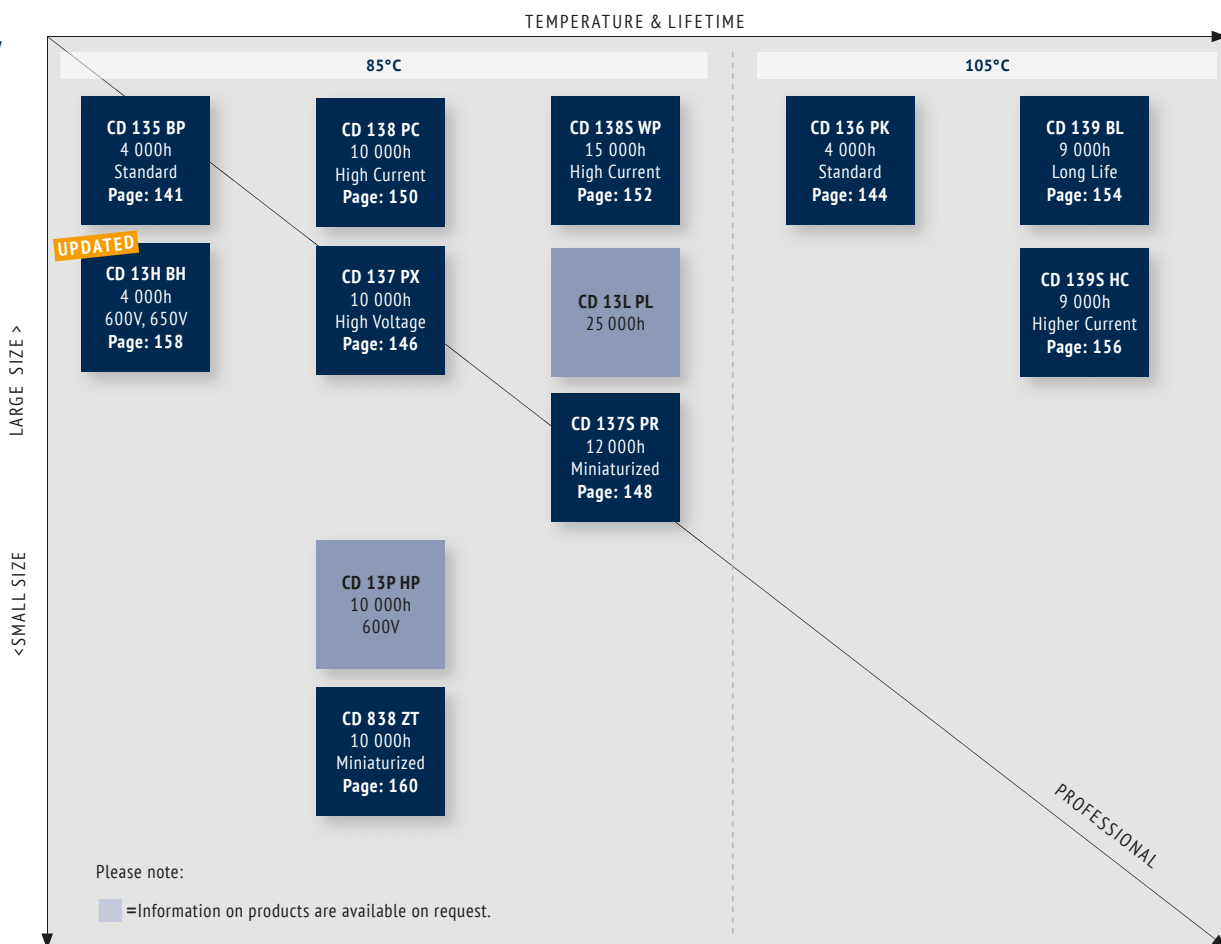 TEMPERATURE & LIFETIME
85°C
105°C
CD 135 BP
4 000h
Standard
Page: 141
CD 138 PC
10 000h
High Current
Page: 150
CD 138S WP
15 000h
High Current
Page: 152
CD 136 PK
4 000h
Standard
Page: 144
CD 139 BL
9 000h
Long Life
Page: 154
UPDATED
CD 13H BH
4 000h
600V, 650V
Page: 158
CD 137 PX
10 000h
High Voltage
Page: 146
CD 13L PL
25 000h
CD 139S HC
9 000h
Higher Current
Page: 156
LARGE SIZE >
CD 137S PR
12 000h
Miniaturized
Page: 148
<SMALL SIZE
CD 13P HP
10 000h
600V
CD 838 ZT
10 000h
Miniaturized
Page: 160
PROFESSIONAL
Please note:
=Information on products are available on request.